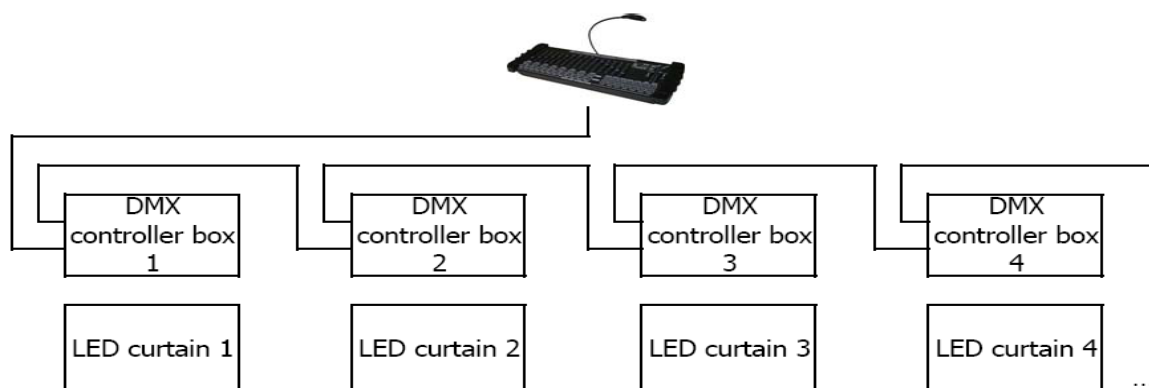 DMX
controller box
1
DMX
controller box
2
DMX
controller box
3
DMX
controller box
4
LED curtain 1
LED curtain 2
LED curtain 3
LED curtain 4
...